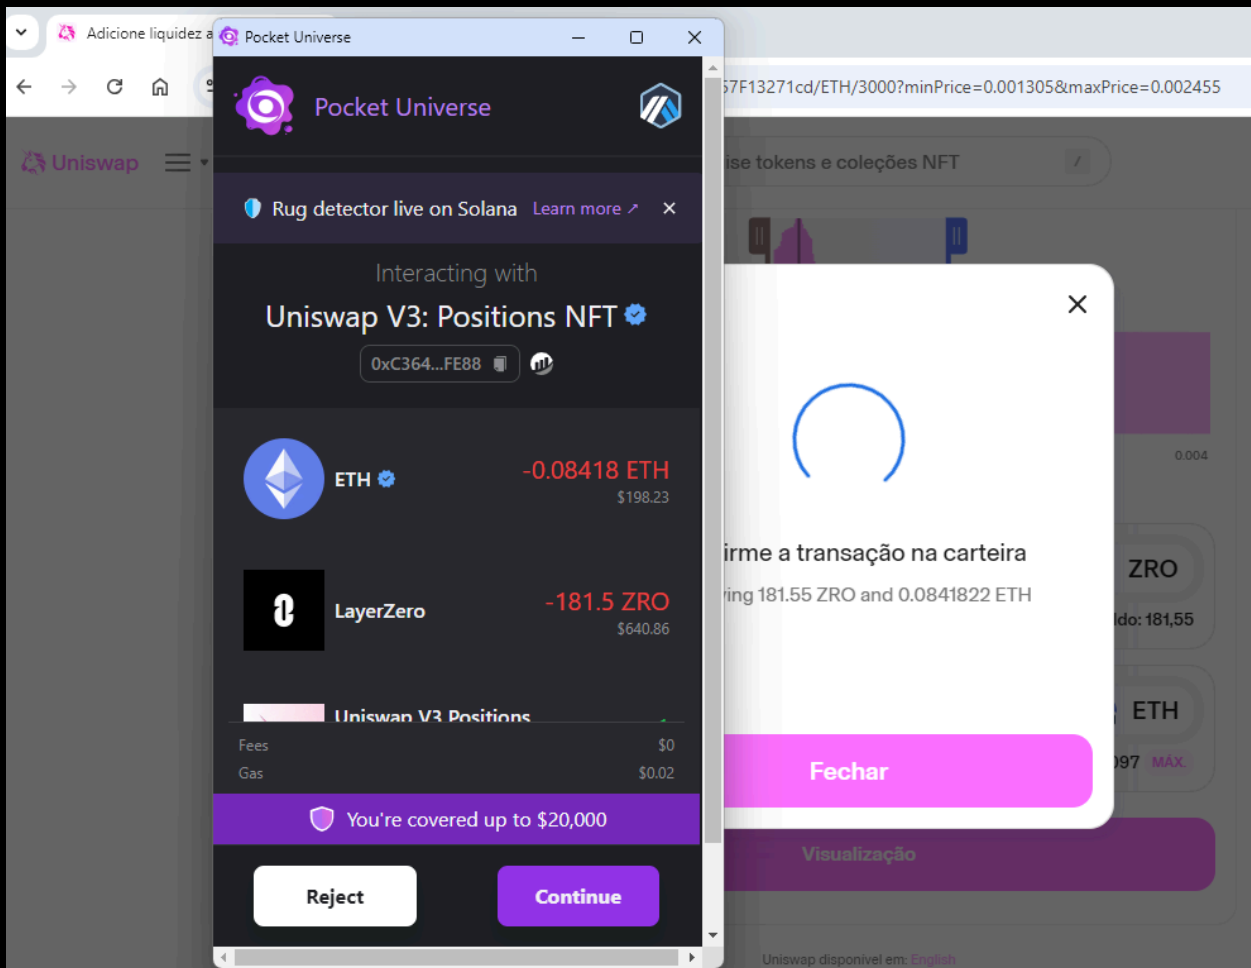 Adicione liquidez a
Pocket Universe
57F13271cd/ETH/3000?minPrice=0.001305&maxPrice=0.002455
Pocket Universe
Uniswap
ise tokens e coleções NFT
/
Rug detector live on Solana Learn more ↗
Interacting with
Uniswap V3: Positions NFT
0xC364...FE88
ETH
-0.08418 ETH
$198.23
0.004
irme a transação na carteira
ing 181.55 ZRO and 0.0841822 ETH
ZRO
ldo: 181,55
LayerZero
-181.5 ZRO
$640.86
Uniswap V3 Positions
ETH
097 MÁX.
Fees
$0
Gas
$0.02
Fechar
You're covered up to $20,000
Visualização
Reject
Continue
Uniswap disponível em: English